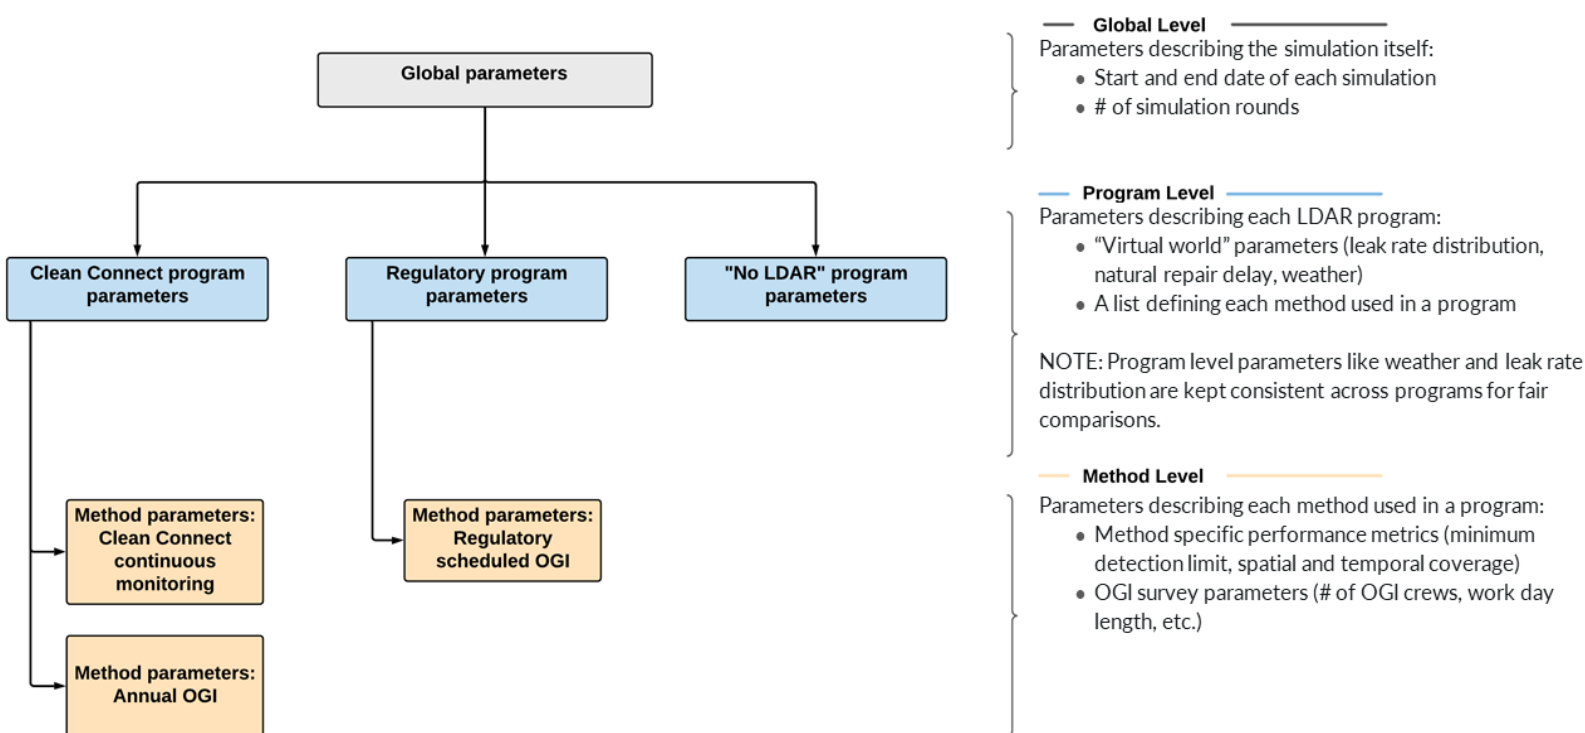 Global parameters
Clean Connect program
parameters
Regulatory program
parameters
"No LDAR" program
parameters
Method parameters:
Clean Connect
continuous
monitoring
Method parameters:
Regulatory
scheduled OGI
Method parameters:
Annual OGI
Global Level
Parameters describing the simulation itself:
• Start and end date of each simulation
• # of simulation rounds
Program Level
Parameters describing each LDAR program:
• “Virtual world” parameters (leak rate distribution,
natural repair delay, weather)
• A list defining each method used in a program
NOTE: Program level parameters like weather and leak rate
distribution are kept consistent across programs for fair
comparisons.
Method Level
Parameters describing each method used in a program:
• Method specific performance metrics (minimum
detection limit, spatial and temporal coverage)
• OGI survey parameters (# of OGI crews, work day
length, etc.)